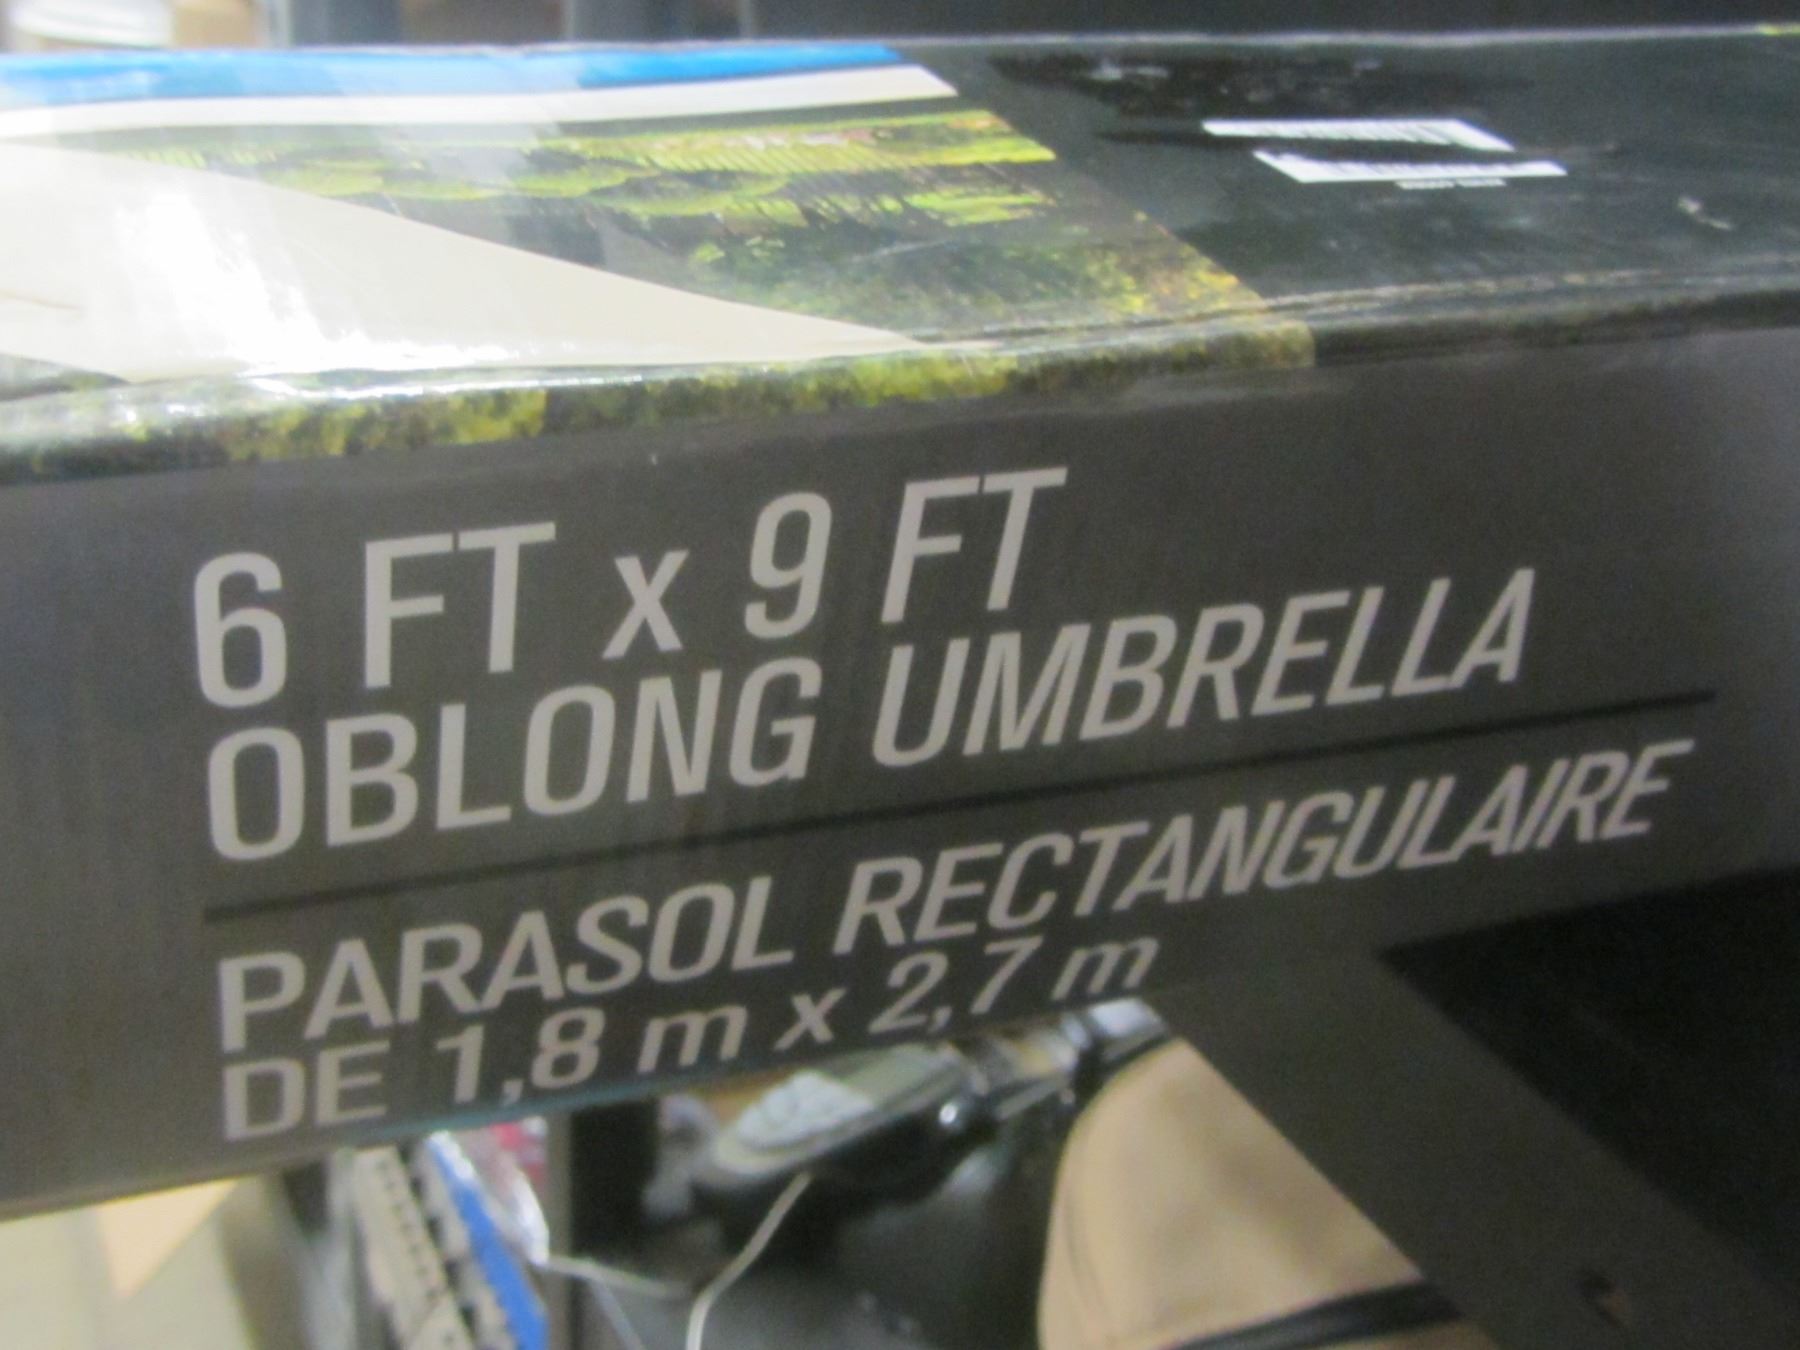 6 FT x 9 FT
OBLONG UMBRELLA
PARASOL RECTANGULAIRE
DE 1,8 m x 2,7 m